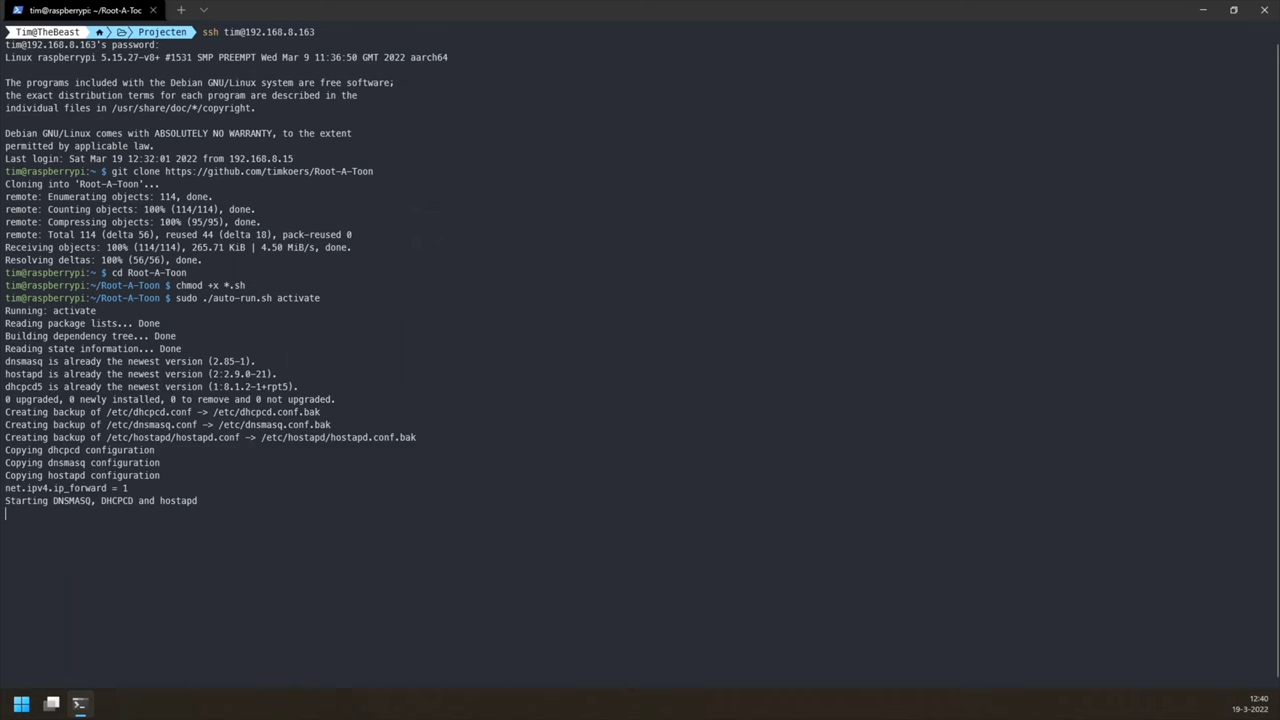 tim@raspberrypi: ~/Root-A-Toc
Tim@TheBeast Projecten ssh tim@192.168.8.163
tim@192.168.8.163's password:
Linux raspberrypi 5.15.27-v8+ #1531 SMP PREEMPT Wed Mar 9 11:36:50 GMT 2022 aarch64
The programs included with the Debian GNU/Linux system are free software;
the exact distribution terms for each program are described in the
individual files in /usr/share/doc/*/copyright.
Debian GNU/Linux comes with ABSOLUTELY NO WARRANTY, to the extent
permitted by applicable law.
Last login: Sat Mar 19 12:32:01 2022 from 192.168.8.15
tim@raspberrypi:~ $ git clone https://github.com/timkoers/Root-A-Toon
Cloning into 'Root-A-Toon'...
remote: Enumerating objects: 114, done.
remote: Counting objects: 100% (114/114), done.
remote: Compressing objects: 100% (95/95), done.
remote: Total 114 (delta 56), reused 44 (delta 18), pack-reused 0
Receiving objects: 100% (114/114), 265.71 KiB | 4.50 MiB/s, done.
Resolving deltas: 100% (56/56), done.
tim@raspberrypi:~ $ cd Root-A-Toon
tim@raspberrypi:~/Root-A-Toon $ chmod +x *.sh
tim@raspberrypi:~/Root-A-Toon $ sudo ./auto-run.sh activate
Running: activate
Reading package lists... Done
Building dependency tree... Done
Reading state information... Done
dnsmasq is already the newest version (2.85-1).
hostapd is already the newest version (2:2.9.0-21).
dhcpcd5 is already the newest version (1:8.1.2-1+rpt5).
0 upgraded, 0 newly installed, 0 to remove and 0 not upgraded.
Creating backup of /etc/dhcpcd.conf -> /etc/dhcpcd.conf.bak
Creating backup of /etc/dnsmasq.conf -> /etc/dnsmasq.conf.bak
Creating backup of /etc/hostapd/hostapd.conf -> /etc/hostapd/hostapd.conf.bak
Copying dhcpcd configuration
Copying dnsmasq configuration
Copying hostapd configuration
net.ipv4.ip_forward = 1
Starting DNSMASQ, DHCPCD and hostapd
12:40
19-3-2022